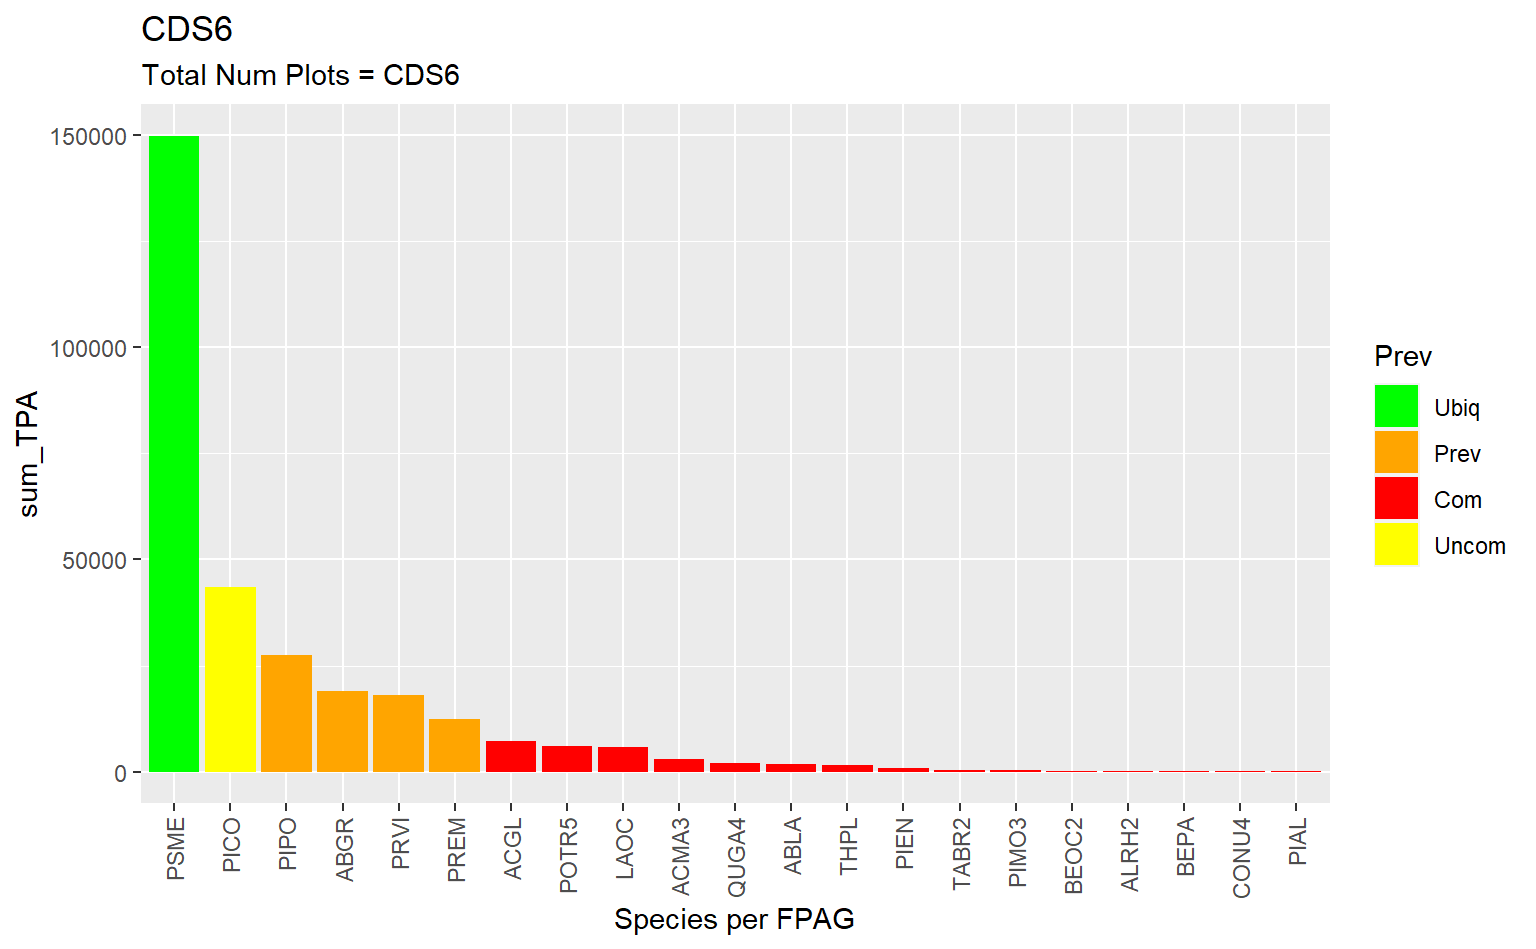 CDS6
Total Num Plots = CDS6
150000
100000
50000
0
sum_TPA
PSME
PICO
PIPO
ABGR
PRVI
PREM
ACGL
POTR5
LAOC
ACMA3
QUGA4
ABLA
THPL
PIEN
TABR2
PIMO3
BEOC2
ALRH2
BEPA
CONU4
PIAL
Species per FPAG
Prev
Ubiq
Prev
Com
Uncom